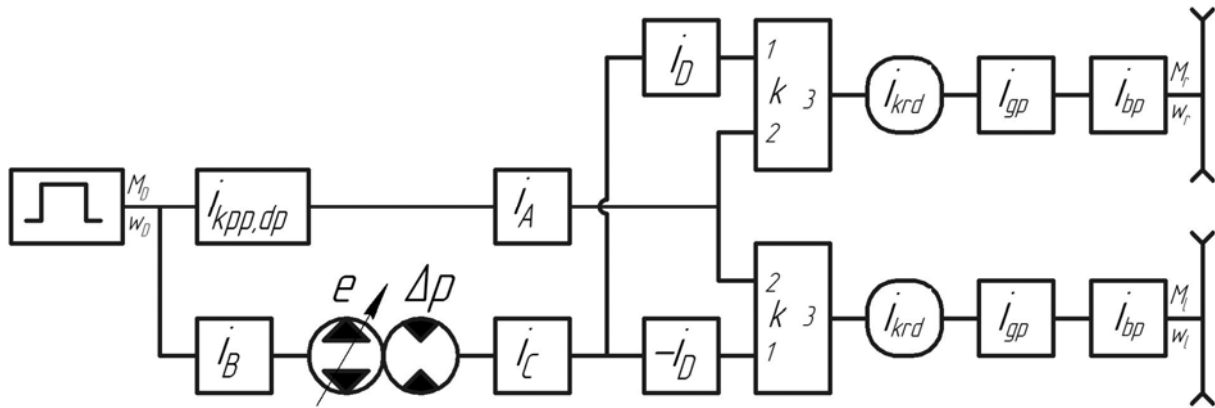 i_D
1
k 3
2
i_krd
i_gp
i_bp
M_r
w_r
M_D
w_D
i_kpp,dp
i_A
e
Δp
i_B
i_C
-i_D
2
k 3
1
i_krd
i_gp
i_bp
M_l
w_l